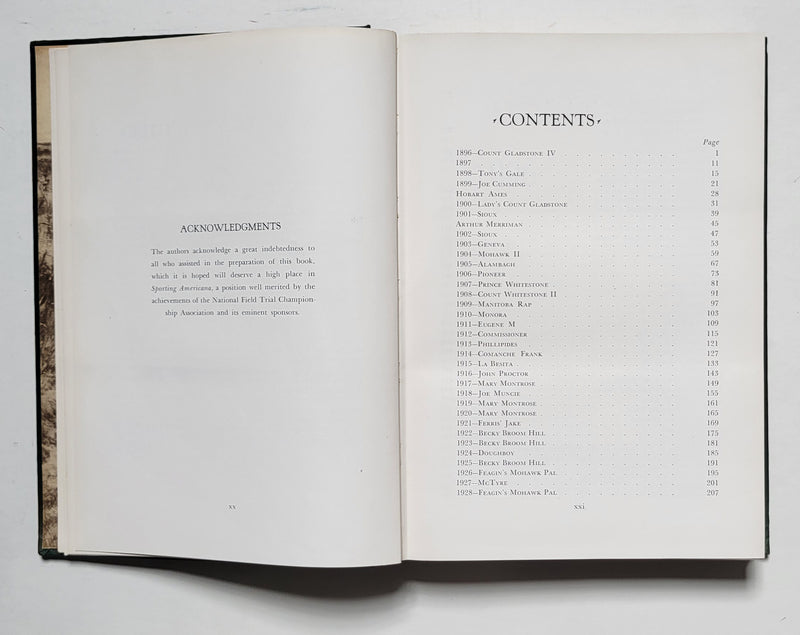 ACKNOWLEDGMENTS
The authors acknowledge a great indebtedness to
all who assisted in the preparation of this book,
which it is hoped will deserve a high place in
Sporting Americana, a position well merited by the
achievements of the National Field Trial Champion-
ship Association and its eminent sponsors.
xv
CONTENTS
Page
1896—Count Gladstone IV . . . . . . . . . . 1
1897 . . . . . . . . . . 11
1898—Tony's Gale . . . . . . . . . . 15
1899—Joe Cumming . . . . . . . . . . 21
Hobart Ames . . . . . . . . . . 28
1900—Lady's Count Gladstone . . . . . . . . . . 31
1901—Sioux . . . . . . . . . . 39
Arthur Merriman . . . . . . . . . . 45
1902—Sioux . . . . . . . . . . 47
1903—Geneva . . . . . . . . . . 53
1904—Mohawk II . . . . . . . . . . 59
1905—Alambagh . . . . . . . . . . 67
1906—Pioneer . . . . . . . . . . 73
1907—Prince Whitestone . . . . . . . . . . 81
1908—Count Whitestone II . . . . . . . . . . 91
1909—Manitoba Rap . . . . . . . . . . 97
1910—Monora . . . . . . . . . . 103
1911—Eugene M . . . . . . . . . . 109
1912—Commissioner . . . . . . . . . . 115
1913—Phillipides . . . . . . . . . . 121
1914—Comanche Frank . . . . . . . . . . 127
1915—La Besita . . . . . . . . . . 133
1916—John Proctor . . . . . . . . . . 143
1917—Mary Montrose . . . . . . . . . . 149
1918—Joe Muncie . . . . . . . . . . 155
1919—Mary Montrose . . . . . . . . . . 161
1920—Mary Montrose . . . . . . . . . . 165
1921—Ferris' Jake . . . . . . . . . . 169
1922—Becky Broom Hill . . . . . . . . . . 175
1923—Becky Broom Hill . . . . . . . . . . 181
1924—Doughboy . . . . . . . . . . 185
1925—Becky Broom Hill . . . . . . . . . . 191
1926—Feagin's Mohawk Pal . . . . . . . . . . 195
1927—McTyre . . . . . . . . . . 201
1928—Feagin's Mohawk Pal . . . . . . . . . . 207
xxi